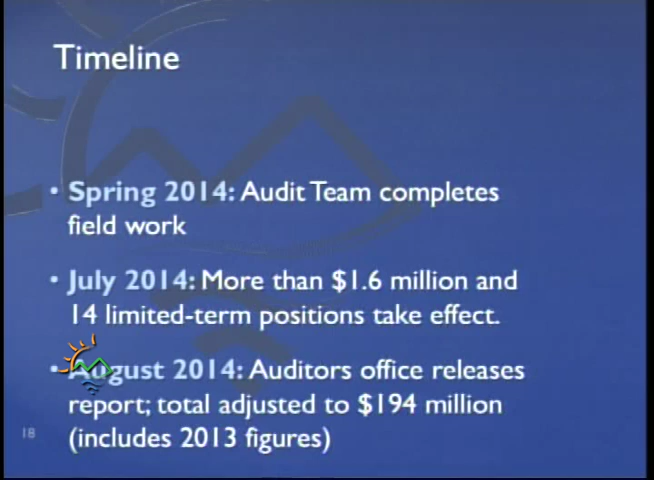 Timeline
• Spring 2014: Audit Team completes
field work
• July 2014: More than $1.6 million and
14 limited-term positions take effect.
• August 2014: Auditors office releases
report; total adjusted to $194 million
(includes 2013 figures)
18